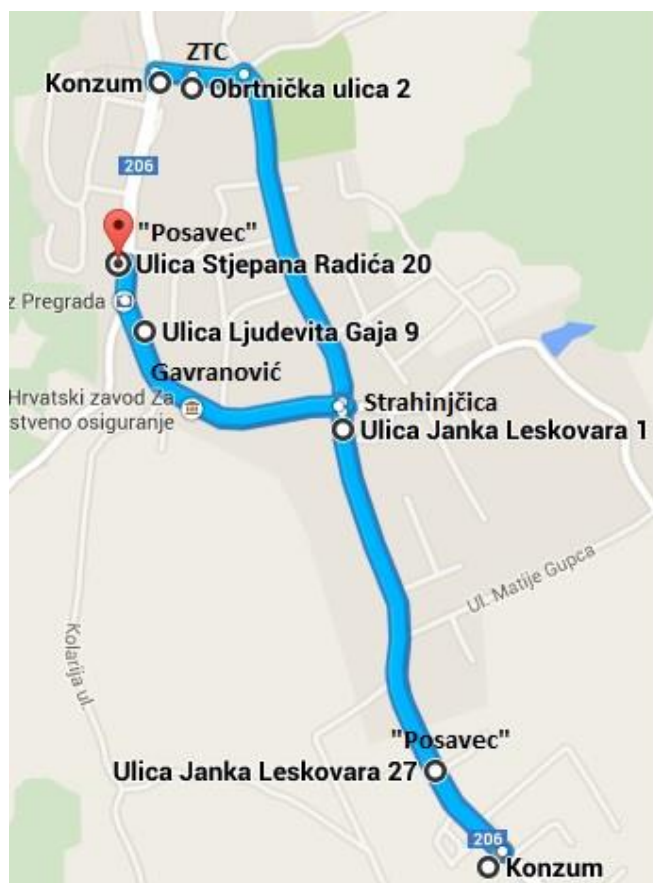 ZTC
Konzum
Obrtnička ulica 2
206
"Posavec"
Ulica Stjepana Radića 20
z Pregrada
Ulica Ljudevita Gaja 9
Gavranović
Hrvatski zavod Za
stveno osiguranje
Strahinjčica
Ulica Janka Leskovara 1
Ul. Matije Gupca
Kolarija ul.
"Posavec"
Ulica Janka Leskovara 27
206
Konzum